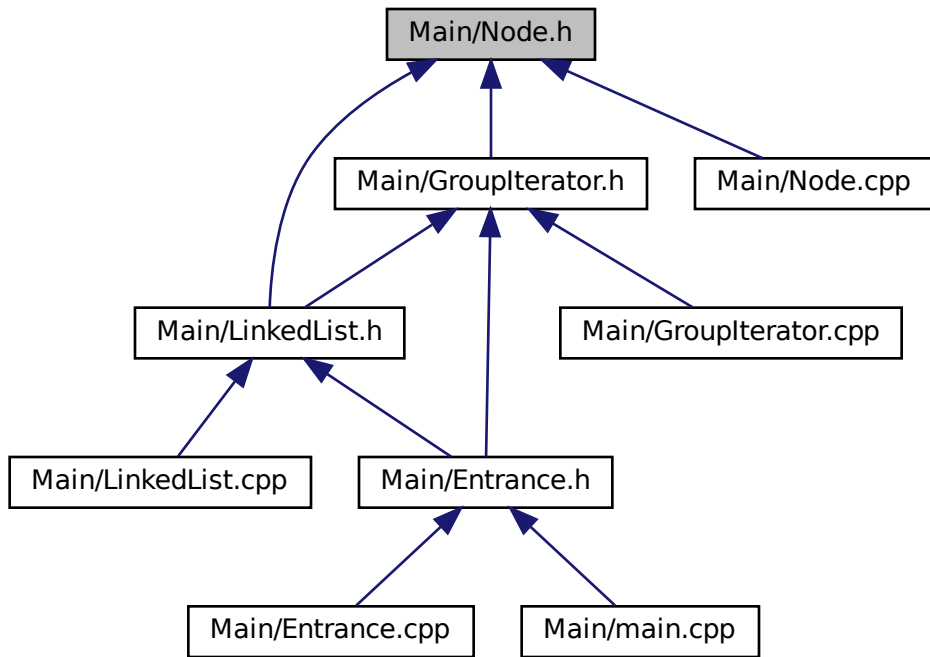 Main/Node.h
Main/GroupIterator.h
Main/Node.cpp
Main/LinkedList.h
Main/GroupIterator.cpp
Main/LinkedList.cpp
Main/Entrance.h
Main/Entrance.cpp
Main/main.cpp